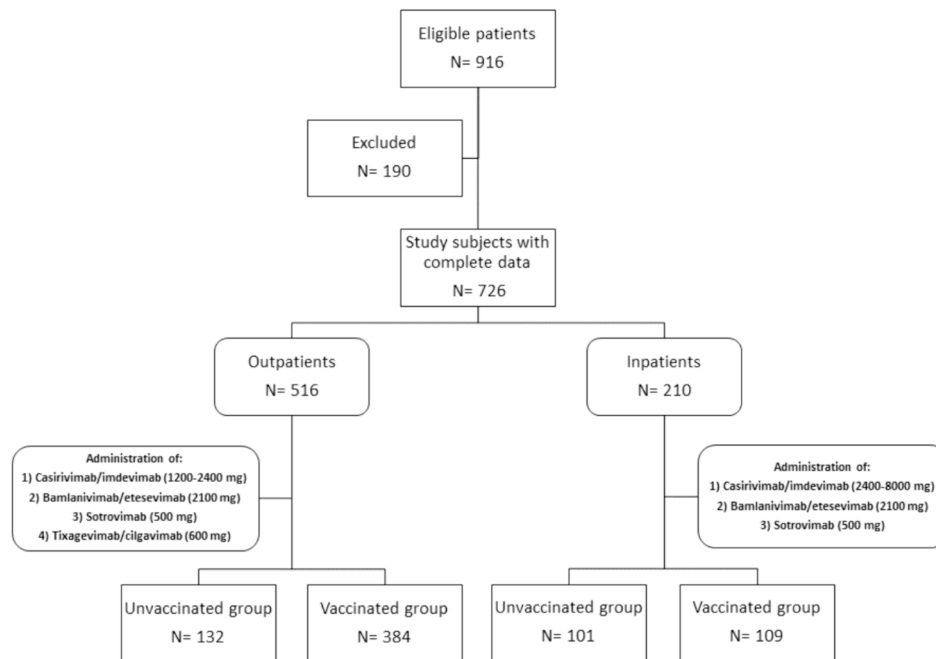 Eligible patients
N= 916
Excluded
N= 190
Study subjects with
complete data
N= 726
Outpatients
N= 516
Inpatients
N= 210
Administration of:
1) Casirivimab/imdevimab (1200-2400 mg)
2) Bamlanivimab/etesevimab (2100 mg)
3) Sotrovimab (500 mg)
4) Tixagevimab/cilgavimab (600 mg)
Administration of:
1) Casirivimab/imdevimab (2400-8000 mg)
2) Bamlanivimab/etesevimab (2100 mg)
3) Sotrovimab (500 mg)
Unvaccinated group
N= 132
Vaccinated group
N= 384
Unvaccinated group
N= 101
Vaccinated group
N= 109